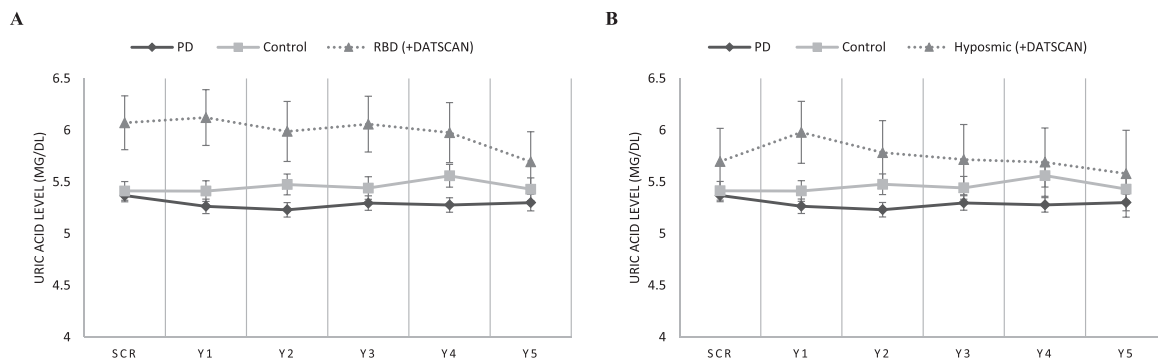 A
PD Control RBD (+DATSCAN)
URIC ACID LEVEL (MG/DL)
6.5
6
5.5
5
4.5
4
SCR Y1 Y2 Y3 Y4 Y5
B
PD Control Hyposmic (+DATSCAN)
URIC ACID LEVEL (MG/DL)
6.5
6
5.5
5
4.5
4
SCR Y1 Y2 Y3 Y4 Y5